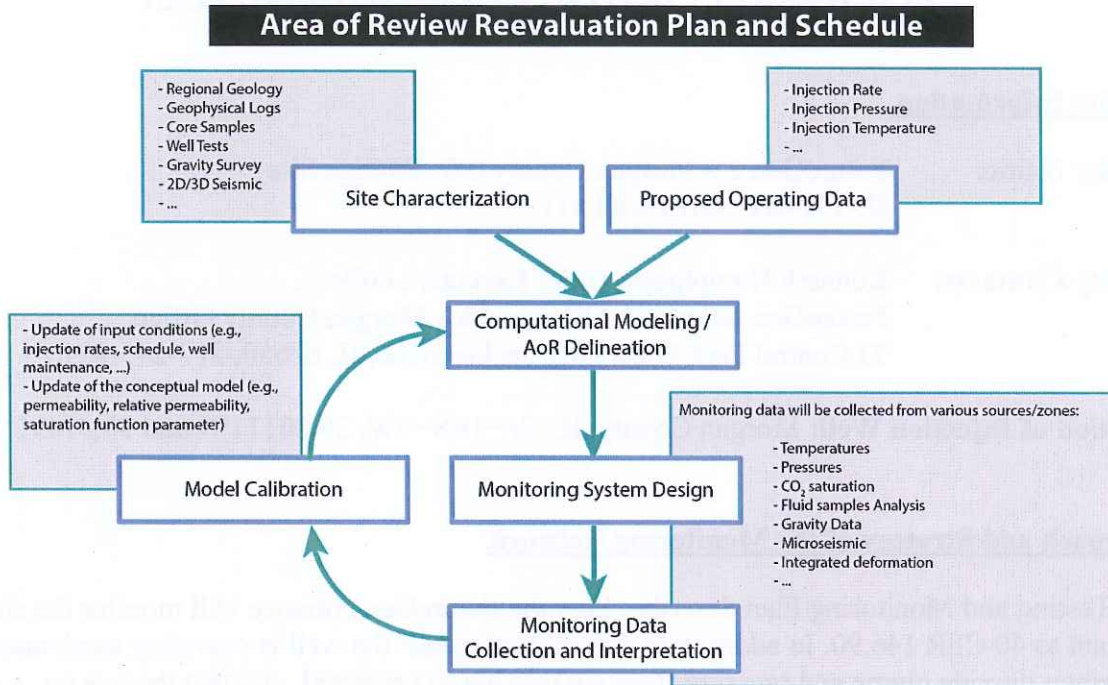 Area of Review Reevaluation Plan and Schedule
- Regional Geology
- Geophysical Logs
- Core Samples
- Well Tests
- Gravity Survey
- 2D/3D Seismic
- ...
- Injection Rate
- Injection Pressure
- Injection Temperature
- ...
Site Characterization
Proposed Operating Data
Computational Modeling /
AoR Delineation
- Update of input conditions (e.g.,
injection rates, schedule, well
maintenance, ...)
- Update of the conceptual model (e.g.,
permeability, relative permeability,
saturation function parameter)
Monitoring data will be collected from various sources/zones:
- Temperatures
- Pressures
- CO₂ saturation
- Fluid samples Analysis
- Gravity Data
- Microseismic
- Integrated deformation
- ...
Model Calibration
Monitoring System Design
Monitoring Data
Collection and Interpretation